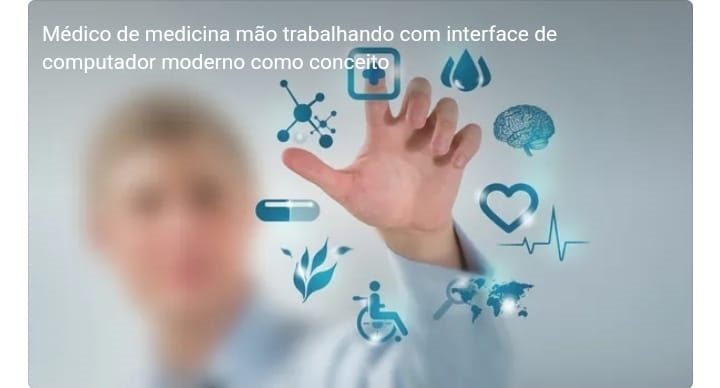 Médico de medicina mão trabalhando com interface de
computador moderno como conceito